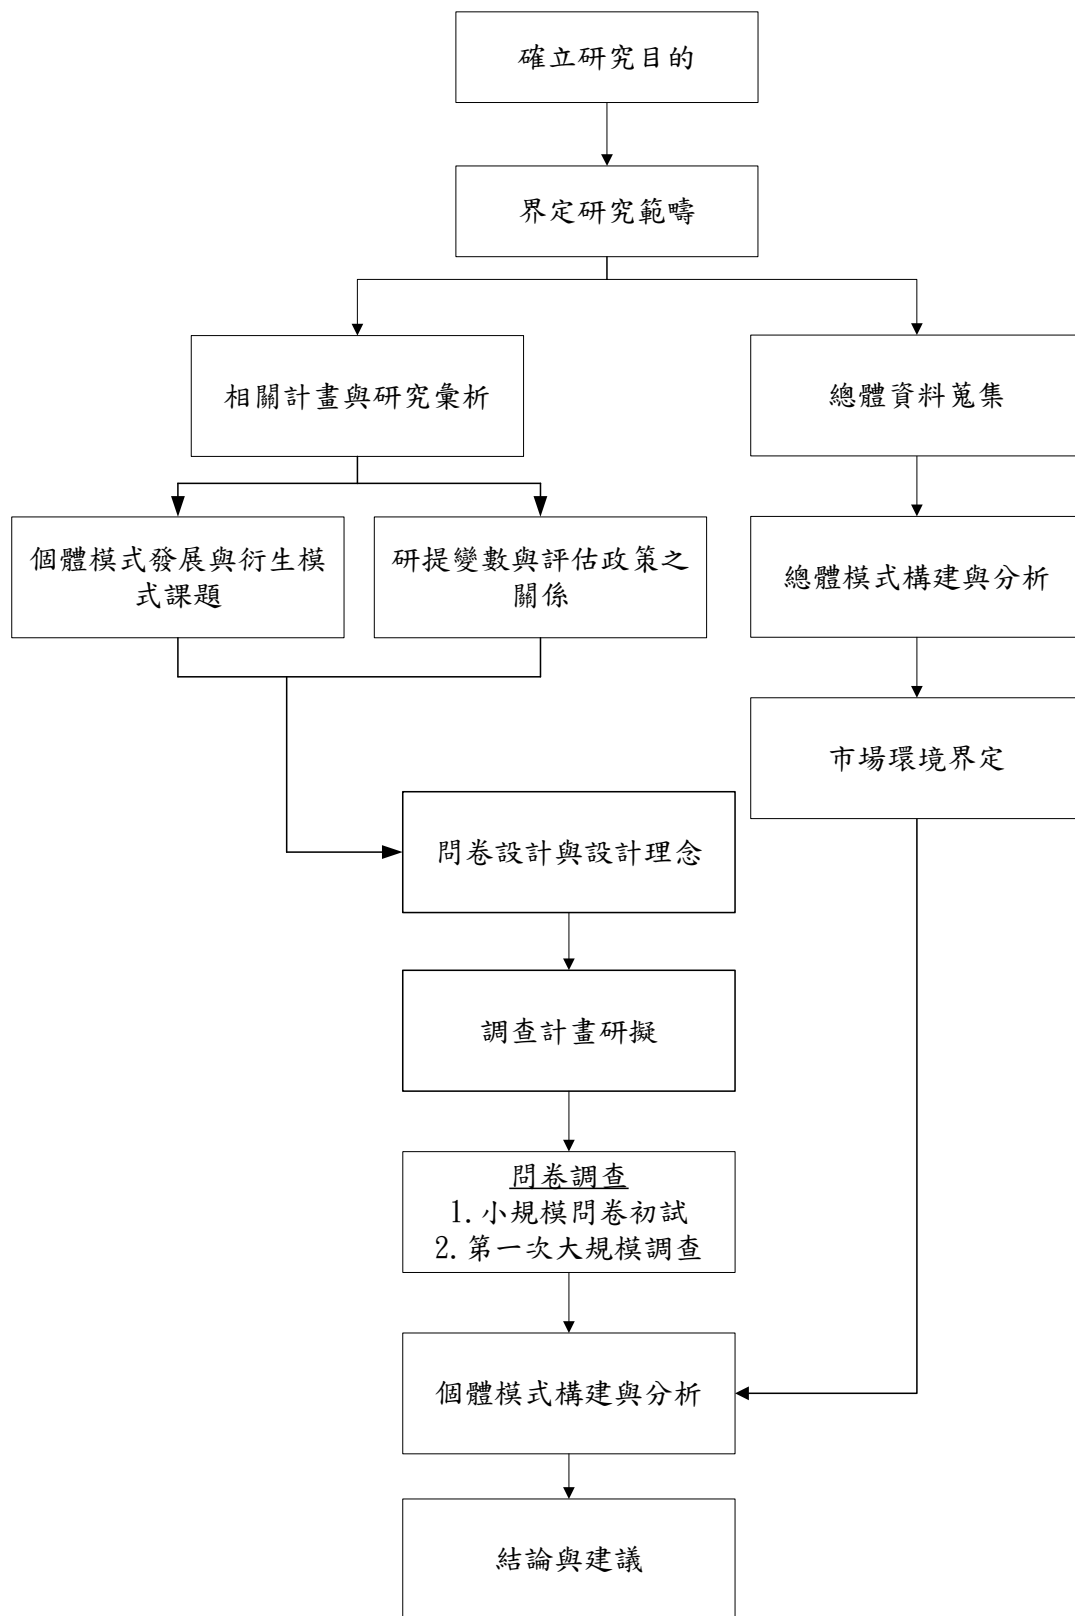 確立研究目的
界定研究範疇
相關計畫與研究彙析
總體資料蒐集
個體模式發展與衍生模
式課題
研提變數與評估政策之
關係
總體模式構建與分析
市場環境界定
問卷設計與設計理念
調查計畫研擬
問卷調查
1.小規模問卷初試
2.第一次大規模調查
個體模式構建與分析
結論與建議